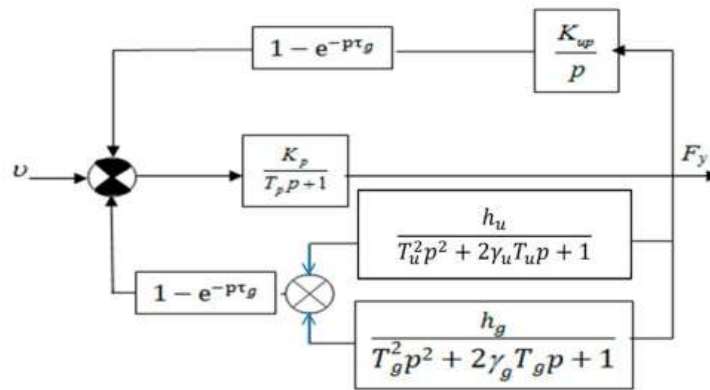 1 − e^{−pτ_g}
K_{up} / p
υ
K_p / T_p p + 1
F_y
h_u / T_u^2 p^2 + 2γ_u T_u p + 1
1 − e^{−pτ_g}
h_g / T_g^2 p^2 + 2γ_g T_g p + 1